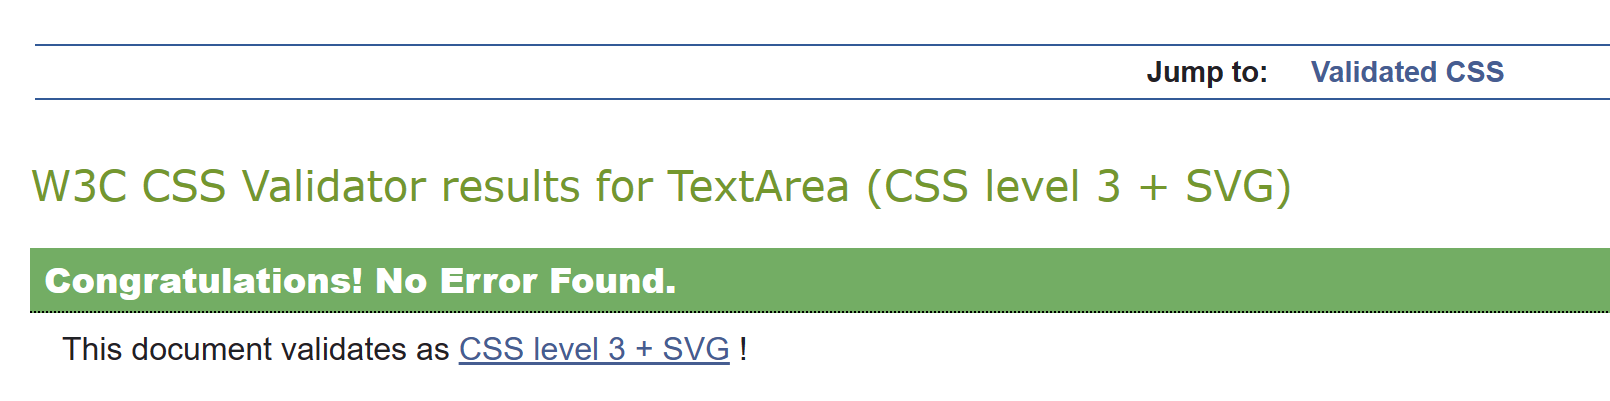 Jump to: Validated CSS
W3C CSS Validator results for TextArea (CSS level 3 + SVG)
Congratulations! No Error Found.
This document validates as CSS level 3 + SVG !